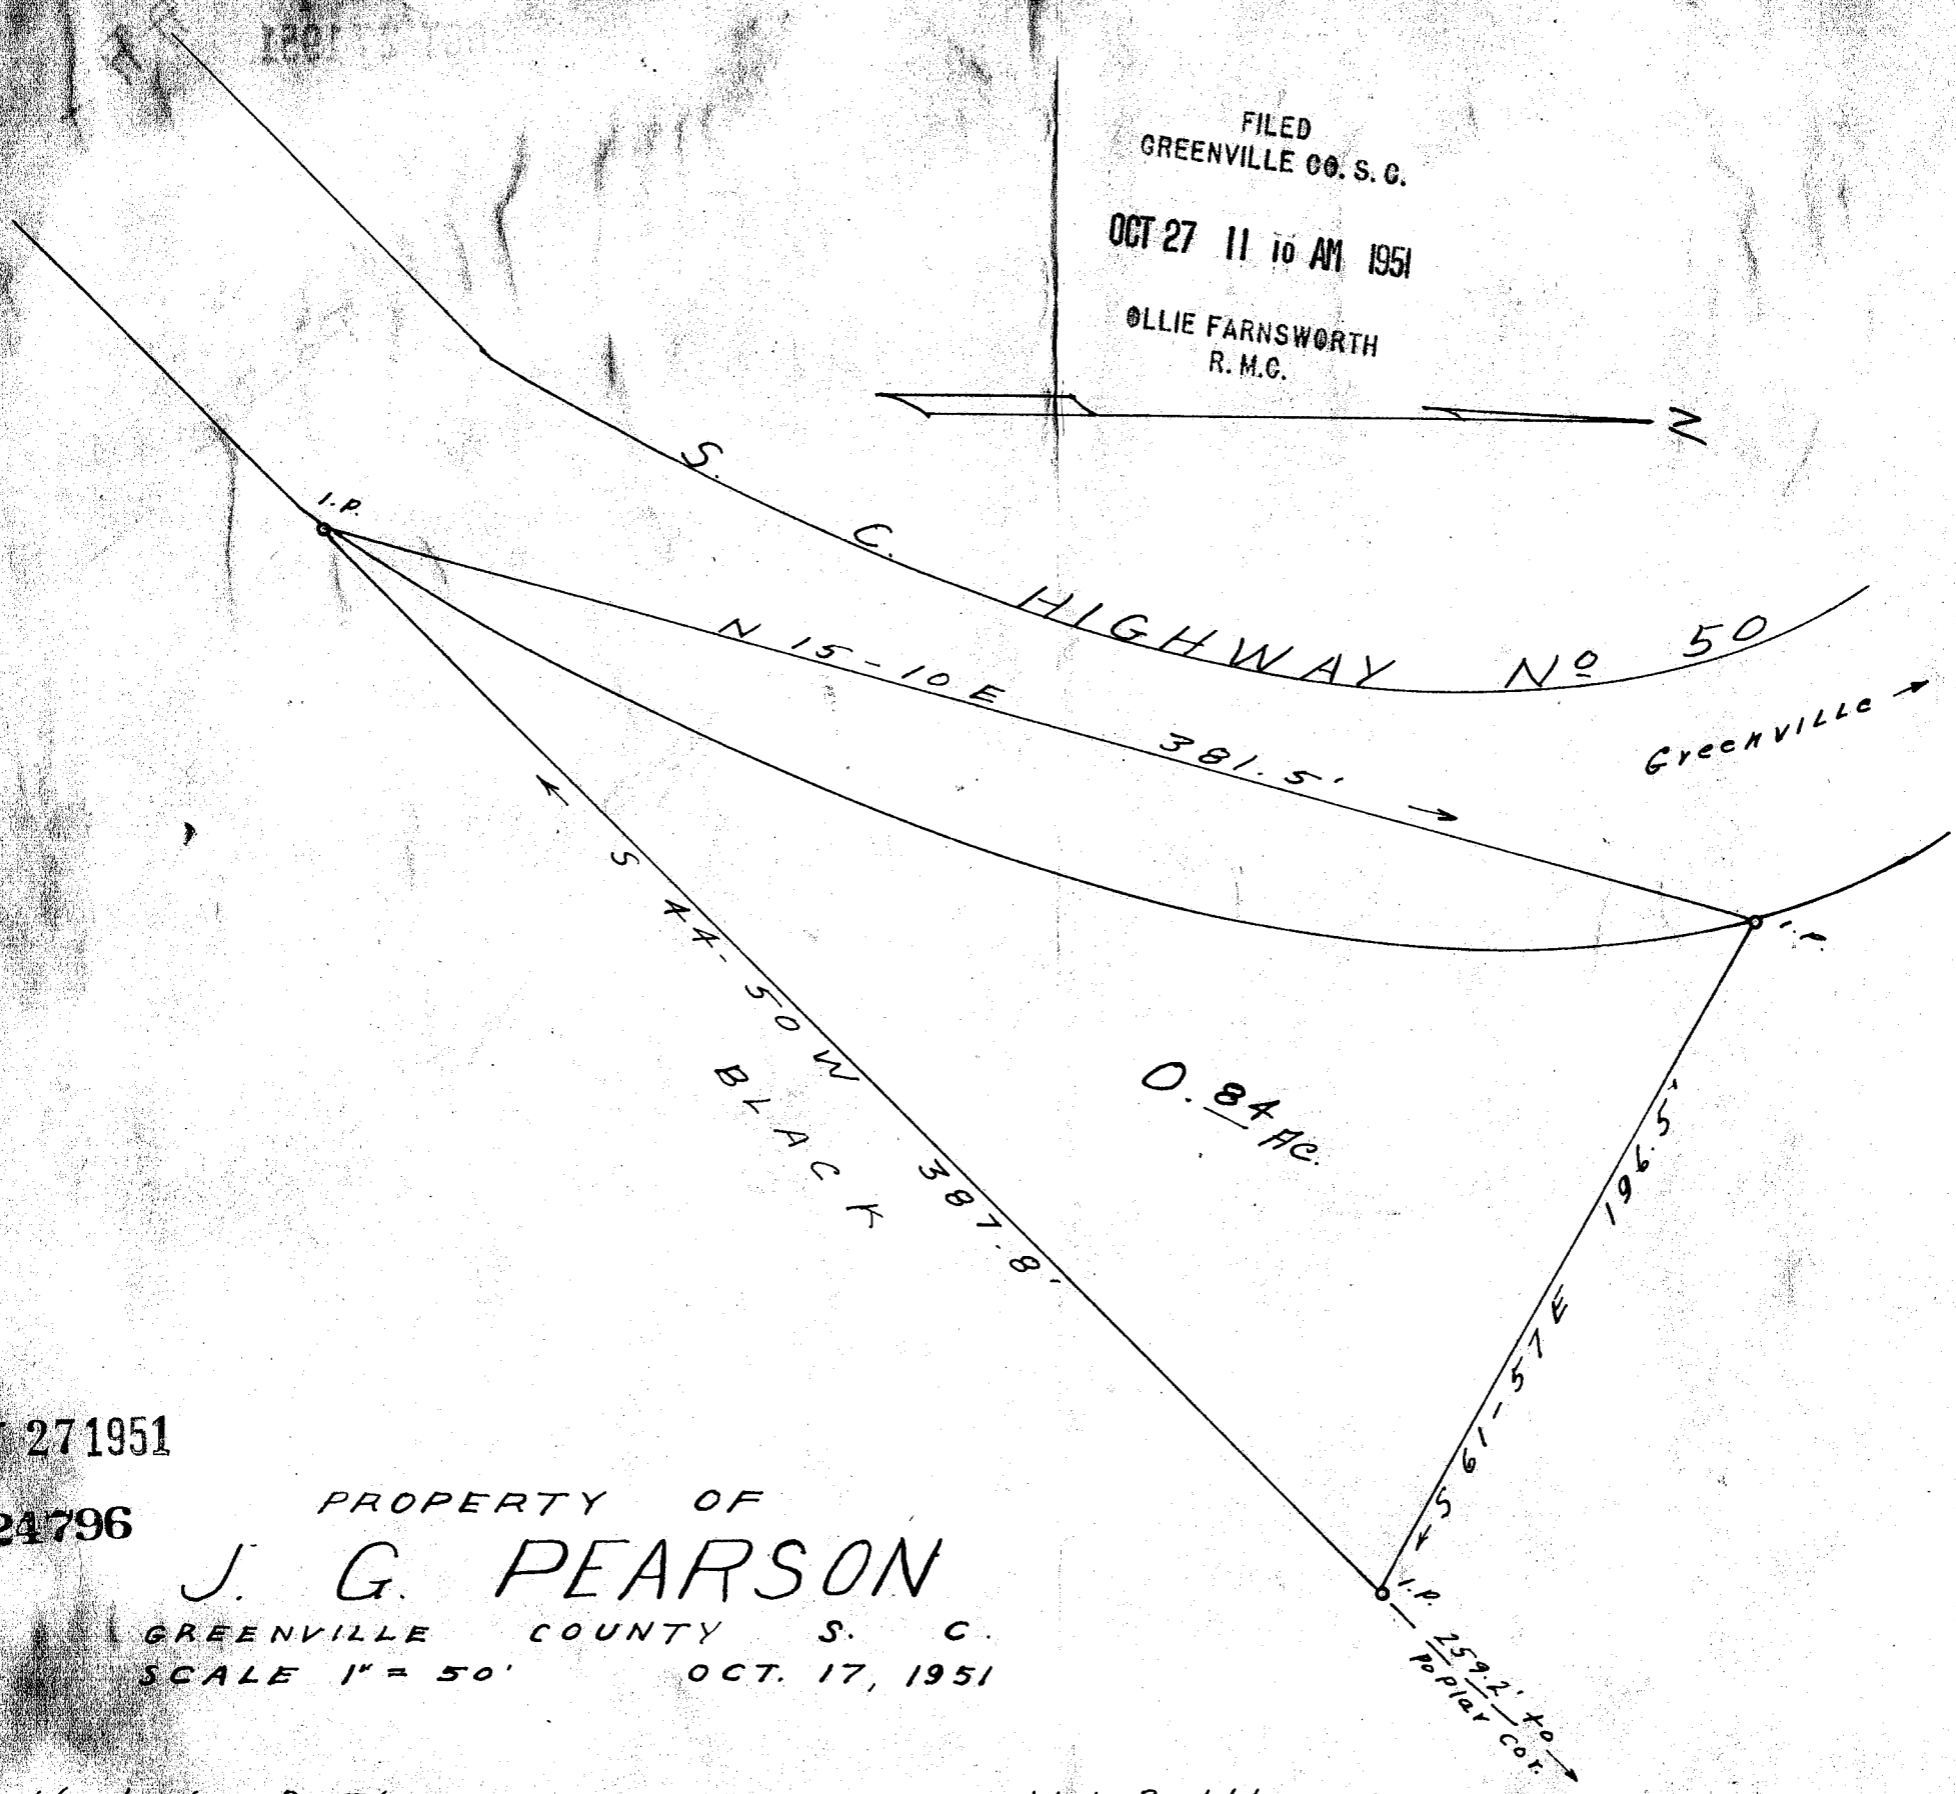 1951
FILED
GREENVILLE CO. S. C.
OCT 27 11 10 AM 1951
OLLIE FARNSWORTH
R. M. C.
N
I.P.
S. C. HIGHWAY Nº 50
N 15-10 E 381.5'
Greenville
I.P.
S 44-50 W 387.8'
BLACK
0.84 AC.
196.5'
S 61-57 E
I.P.
259.2' to
poplar cor.
27 1951
24796
PROPERTY OF
J. G. PEARSON
GREENVILLE COUNTY S. C.
SCALE 1" = 50' OCT. 17, 1951